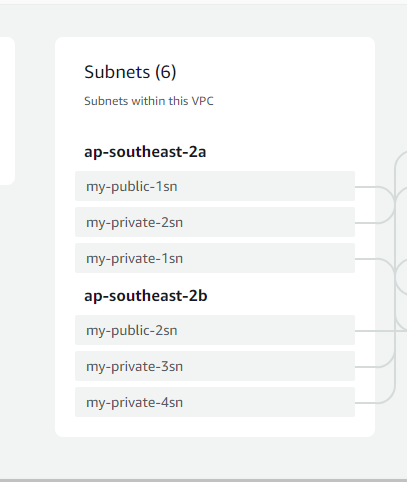 Subnets (6)
Subnets within this VPC
ap-southeast-2a
my-public-1sn
my-private-2sn
my-private-1sn
ap-southeast-2b
my-public-2sn
my-private-3sn
my-private-4sn